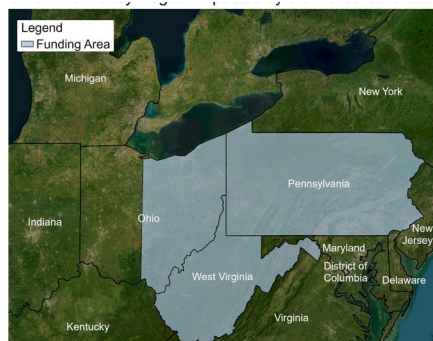 Legend
Funding Area
Michigan
New York
Pennsylvania
Indiana
Ohio
New
Jersey
Maryland
District of
Columbia
Delaware
West Virginia
Virginia
Kentucky